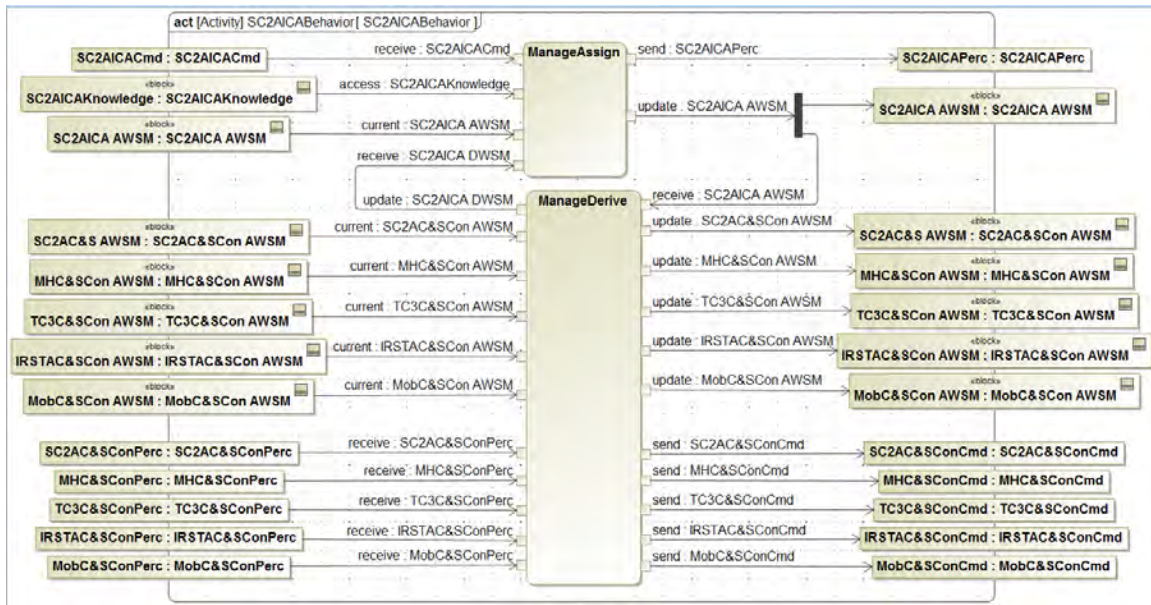 act [Activity] SC2AICABehavior[ SC2AICABehavior ]
SC2AICACmd : SC2AICACmd
receive : SC2AICACmd
ManageAssign
send : SC2AICAPerc
SC2AICAPerc : SC2AICAPerc
«block»
SC2AICAKnowledge : SC2AICAKnowledge
access : SC2AICAKnowledge
update : SC2AICA AWSM
«block»
SC2AICA AWSM : SC2AICA AWSM
«block»
SC2AICA AWSM : SC2AICA AWSM
current : SC2AICA AWSM
receive : SC2AICA DWSM
update : SC2AICA DWSM
ManageDerive
receive : SC2AICA AWSM
«block»
SC2AC&S AWSM : SC2AC&SCon AWSM
current : SC2AC&SCon AWSM
update : SC2AC&SCon AWSM
«block»
SC2AC&S AWSM : SC2AC&SCon AWSM
«block»
MHC&SCon AWSM : MHC&SCon AWSM
current : MHC&SCon AWSM
update : MHC&SCon AWSM
«block»
MHC&SCon AWSM : MHC&SCon AWSM
«block»
TC3C&SCon AWSM : TC3C&SCon AWSM
current : TC3C&SCon AWSM
update : TC3C&SCon AWSM
«block»
TC3C&SCon AWSM : TC3C&SCon AWSM
«block»
IRSTAC&SCon AWSM : IRSTAC&SCon AWSM
current : IRSTAC&SCon AWSM
update : IRSTAC&SCon AWSM
«block»
IRSTAC&SCon AWSM : IRSTAC&SCon AWSM
«block»
MobC&SCon AWSM : MobC&SCon AWSM
current : MobC&SCon AWSM
update : MobC&SCon AWSM
«block»
MobC&SCon AWSM : MobC&SCon AWSM
SC2AC&SConPerc : SC2AC&SConPerc
receive : SC2AC&SConPerc
send : SC2AC&SConCmd
SC2AC&SConCmd : SC2AC&SConCmd
MHC&SConPerc : MHC&SConPerc
receive : MHC&SConPerc
send : MHC&SConCmd
MHC&SConCmd : MHC&SConCmd
TC3C&SConPerc : TC3C&SConPerc
receive : TC3C&SConPerc
send : TC3C&SConCmd
TC3C&SConCmd : TC3C&SConCmd
IRSTAC&SConPerc : IRSTAC&SConPerc
receive : IRSTAC&SConPerc
send : IRSTAC&SConCmd
IRSTAC&SConCmd : IRSTAC&SConCmd
MobC&SConPerc : MobC&SConPerc
receive : MobC&SConPerc
send : MobC&SConCmd
MobC&SConCmd : MobC&SConCmd